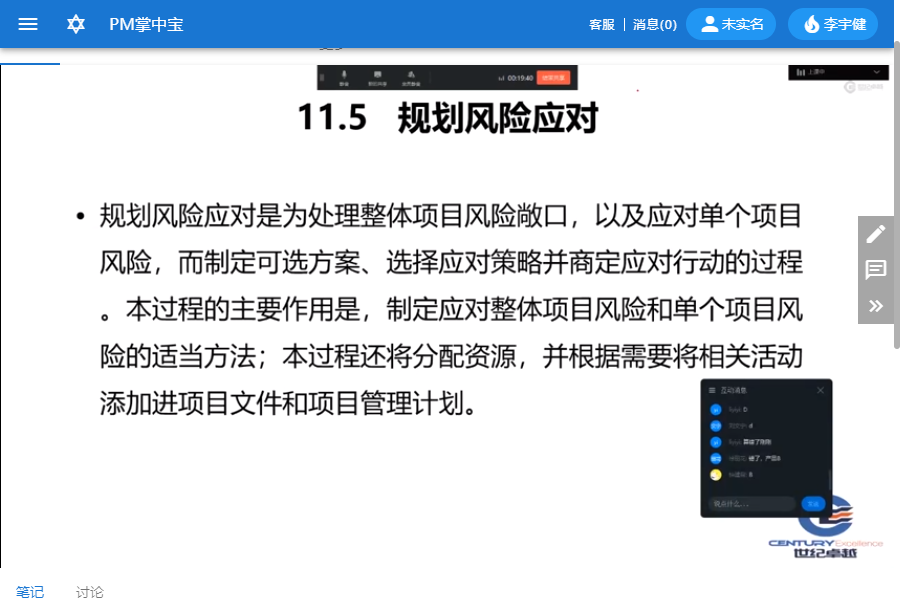 PM掌中宝
客服
消息(0)
未实名
李宇健
00:19:40
上课中
11.5 规划风险应对
• 规划风险应对是为处理整体项目风险敞口，以及应对单个项目
风险，而制定可选方案、选择应对策略并商定应对行动的过程
。本过程的主要作用是，制定应对整体项目风险和单个项目风
险的适当方法；本过程还将分配资源，并根据需要将相关活动
添加进项目文件和项目管理计划。
互动消息
说点什么...
CENTURY Excellence
世纪卓越
笔记
讨论